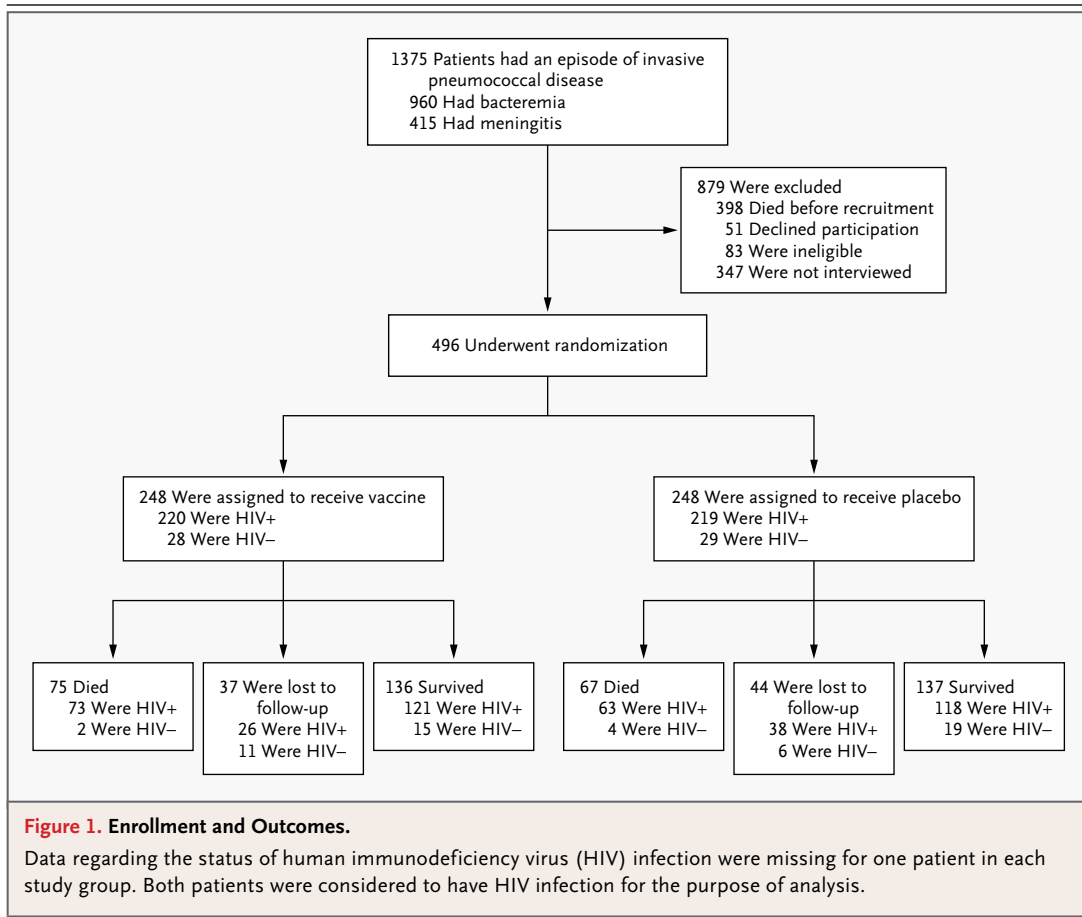 1375 Patients had an episode of invasive
pneumococcal disease
960 Had bacteremia
415 Had meningitis
879 Were excluded
398 Died before recruitment
51 Declined participation
83 Were ineligible
347 Were not interviewed
496 Underwent randomization
248 Were assigned to receive vaccine
220 Were HIV+
28 Were HIV–
248 Were assigned to receive placebo
219 Were HIV+
29 Were HIV–
75 Died
73 Were HIV+
2 Were HIV–
37 Were lost to
follow-up
26 Were HIV+
11 Were HIV–
136 Survived
121 Were HIV+
15 Were HIV–
67 Died
63 Were HIV+
4 Were HIV–
44 Were lost to
follow-up
38 Were HIV+
6 Were HIV–
137 Survived
118 Were HIV+
19 Were HIV–
Figure 1. Enrollment and Outcomes.
Data regarding the status of human immunodeficiency virus (HIV) infection were missing for one patient in each
study group. Both patients were considered to have HIV infection for the purpose of analysis.